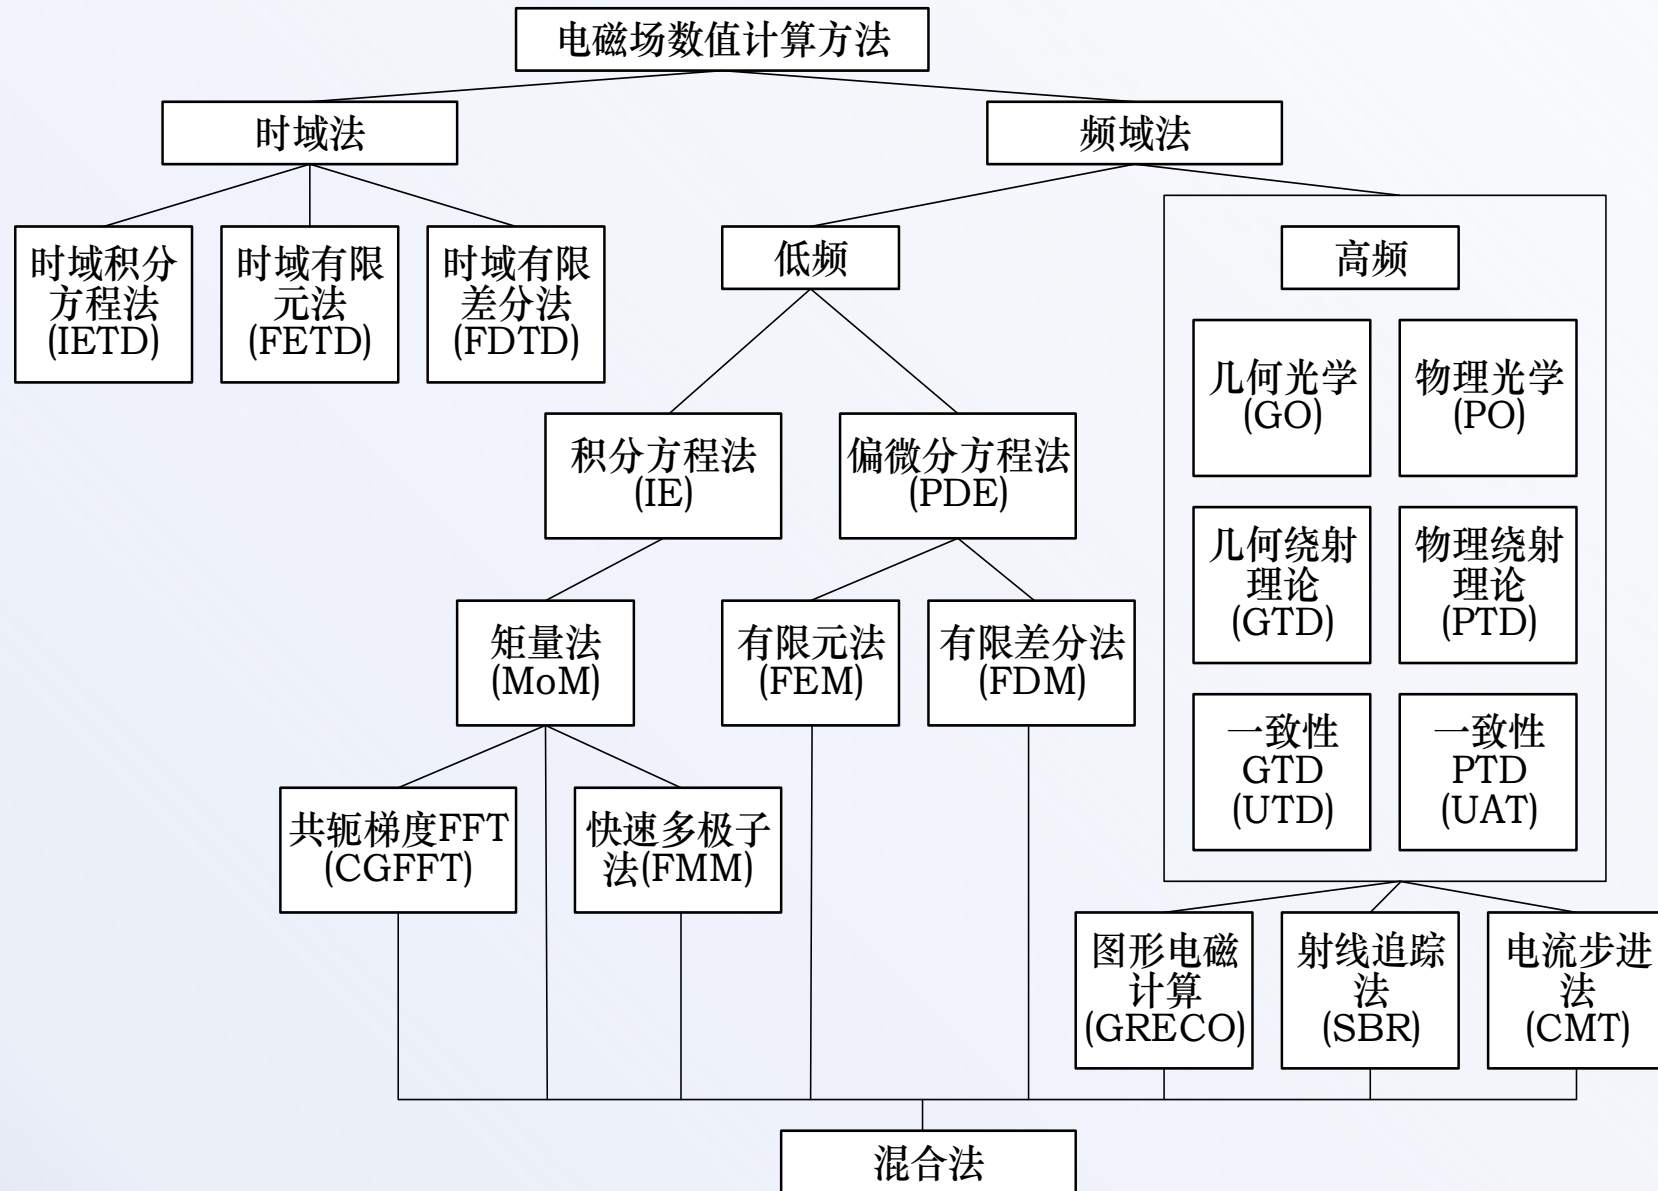 电磁场数值计算方法
时域法
频域法
时域积分
方程法
(IETD)
时域有限
元法
(FETD)
时域有限
差分法
(FDTD)
低频
高频
几何光学
(GO)
物理光学
(PO)
积分方程法
(IE)
偏微分方程法
(PDE)
几何绕射
理论
(GTD)
物理绕射
理论
(PTD)
矩量法
(MoM)
有限元法
(FEM)
有限差分法
(FDM)
一致性
GTD
(UTD)
一致性
PTD
(UAT)
共轭梯度FFT
(CGFFT)
快速多极子
法(FMM)
图形电磁
计算
(GRECO)
射线追踪
法
(SBR)
电流步进
法
(CMT)
混合法